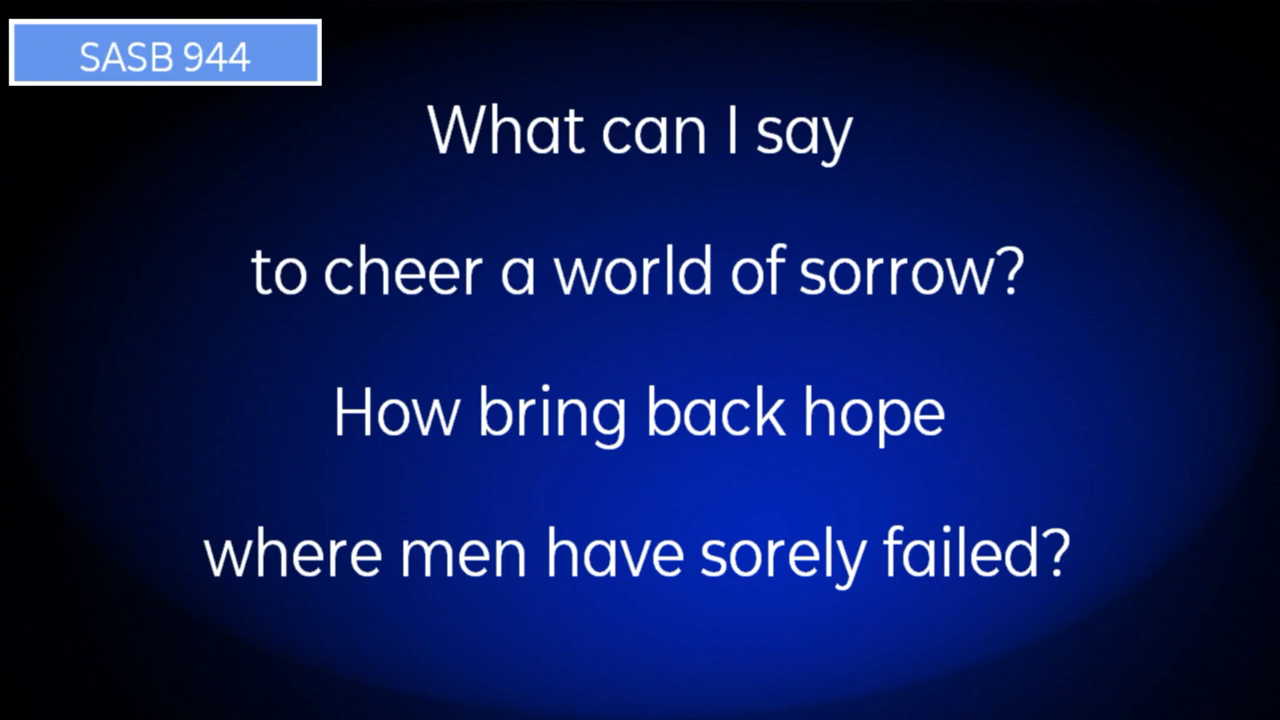 SASB 944
What can I say
to cheer a world of sorrow?
How bring back hope
where men have sorely failed?